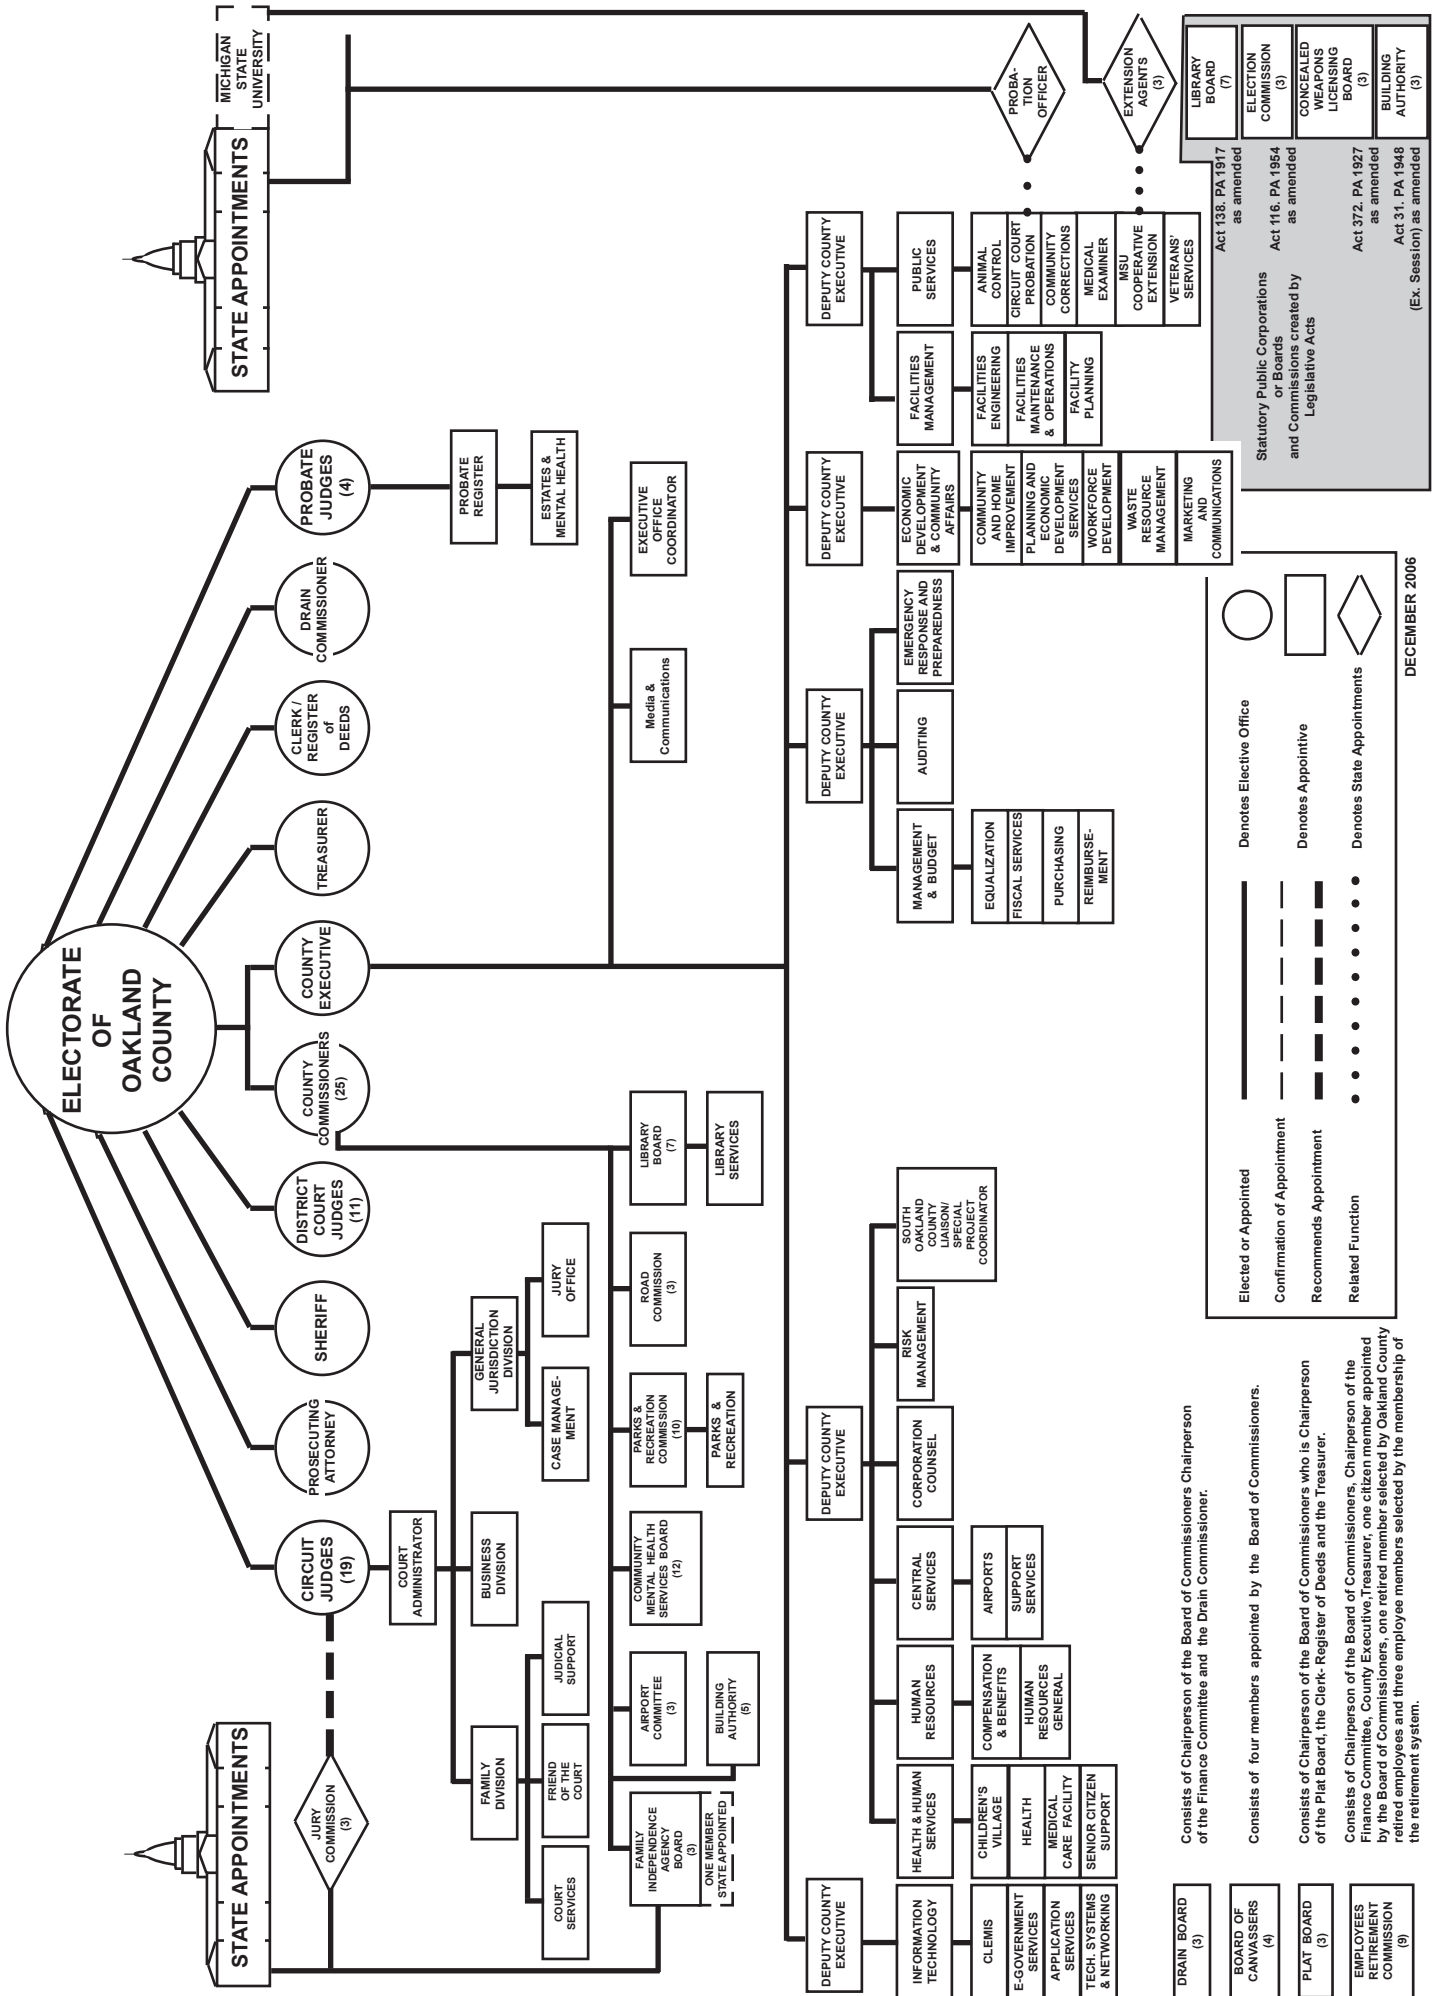 ELECTORATE
OF
OAKLAND
COUNTY
STATE APPOINTMENTS
STATE APPOINTMENTS
MICHIGAN
STATE
UNIVERSITY
JURY
COMMISSION
(3)
CIRCUIT
JUDGES
(19)
PROSECUTING
ATTORNEY
SHERIFF
DISTRICT
COURT
JUDGES
(11)
COUNTY
COMMISSIONERS
(25)
COUNTY
EXECUTIVE
TREASURER
CLERK /
REGISTER
of
DEEDS
DRAIN
COMMISSIONER
PROBATE
JUDGES
(4)
COURT
ADMINISTRATOR
PROBATE
REGISTER
ESTATES &
MENTAL HEALTH
FAMILY
DIVISION
BUSINESS
DIVISION
GENERAL
JURISDICTION
DIVISION
COURT
SERVICES
FRIEND
OF THE
COURT
JUDICIAL
SUPPORT
CASE MANAGE-
MENT
JURY
OFFICE
FAMILY
INDEPENDENCE
AGENCY
BOARD
(3)
ONE MEMBER
STATE APPOINTED
AIRPORT
COMMITTEE
(3)
COMMUNITY
MENTAL HEALTH
SERVICES BOARD
(12)
PARKS &
RECREATION
COMMISSION
(10)
ROAD
COMMISSION
(3)
LIBRARY
BOARD
(7)
Media &
Communications
EXECUTIVE
OFFICE
COORDINATOR
BUILDING
AUTHORITY
(5)
PARKS &
RECREATION
LIBRARY
SERVICES
PROBA-
TION
OFFICER
EXTENSION
AGENTS
(3)
DEPUTY COUNTY
EXECUTIVE
INFORMATION
TECHNOLOGY
CLEMIS
E-GOVERNMENT
SERVICES
APPLICATION
SERVICES
TECH. SYSTEMS
& NETWORKING
DEPUTY COUNTY
EXECUTIVE
HEALTH & HUMAN
SERVICES
CHILDREN'S
VILLAGE
HEALTH
MEDICAL
CARE FACILITY
SENIOR CITIZEN
SUPPORT
HUMAN
RESOURCES
COMPENSATION
& BENEFITS
HUMAN
RESOURCES
GENERAL
CENTRAL
SERVICES
AIRPORTS
SUPPORT
SERVICES
CORPORATION
COUNSEL
RISK
MANAGEMENT
SOUTH
OAKLAND
COUNTY
LIAISON/
SPECIAL
PROJECT
COORDINATOR
DEPUTY COUNTY
EXECUTIVE
MANAGEMENT
& BUDGET
EQUALIZATION
FISCAL SERVICES
PURCHASING
REIMBURSE-
MENT
AUDITING
EMERGENCY
RESPONSE AND
PREPAREDNESS
DEPUTY COUNTY
EXECUTIVE
ECONOMIC
DEVELOPMENT
& COMMUNITY
AFFAIRS
COMMUNITY
AND HOME
IMPROVEMENT
PLANNING AND
ECONOMIC
DEVELOPMENT
SERVICES
WORKFORCE
DEVELOPMENT
WASTE
RESOURCE
MANAGEMENT
MARKETING
AND
COMMUNICATIONS
DEPUTY COUNTY
EXECUTIVE
FACILITIES
MANAGEMENT
FACILITIES
ENGINEERING
FACILITIES
MAINTENANCE
& OPERATIONS
FACILITY
PLANNING
PUBLIC
SERVICES
ANIMAL
CONTROL
CIRCUIT COURT
PROBATION
COMMUNITY
CORRECTIONS
MEDICAL
EXAMINER
MSU
COOPERATIVE
EXTENSION
VETERANS'
SERVICES
DRAIN BOARD
(3)
Consists of Chairperson of the Board of Commissioners Chairperson
of the Finance Committee and the Drain Commissioner.
BOARD OF
CANVASSERS
(4)
Consists of four members appointed by the Board of Commissioners.
PLAT BOARD
(3)
Consists of Chairperson of the Board of Commissioners who is Chairperson
of the Plat Board, the Clerk- Register of Deeds and the Treasurer.
EMPLOYEES
RETIREMENT
COMMISSION
(9)
Consists of Chairperson of the Board of Commissioners, Chairperson of the
Finance Committee, County Executive,Treasurer, one citizen member appointed
by the Board of Commissioners, one retired member selected by Oakland County
retired employees and three employee members selected by the membership of
the retirement system.
Elected or Appointed
Denotes Elective Office
Confirmation of Appointment
Recommends Appointment
Denotes Appointive
Related Function
Denotes State Appointments
DECEMBER 2006
Statutory Public Corporations
or Boards
and Commissions created by
Legislative Acts
Act 138. PA 1917
as amended
LIBRARY
BOARD
(7)
Act 116. PA 1954
as amended
ELECTION
COMMISSION
(3)
Act 372. PA 1927
as amended
CONCEALED
WEAPONS
LICENSING
BOARD
(3)
Act 31. PA 1948
(Ex. Session) as amended
BUILDING
AUTHORITY
(3)